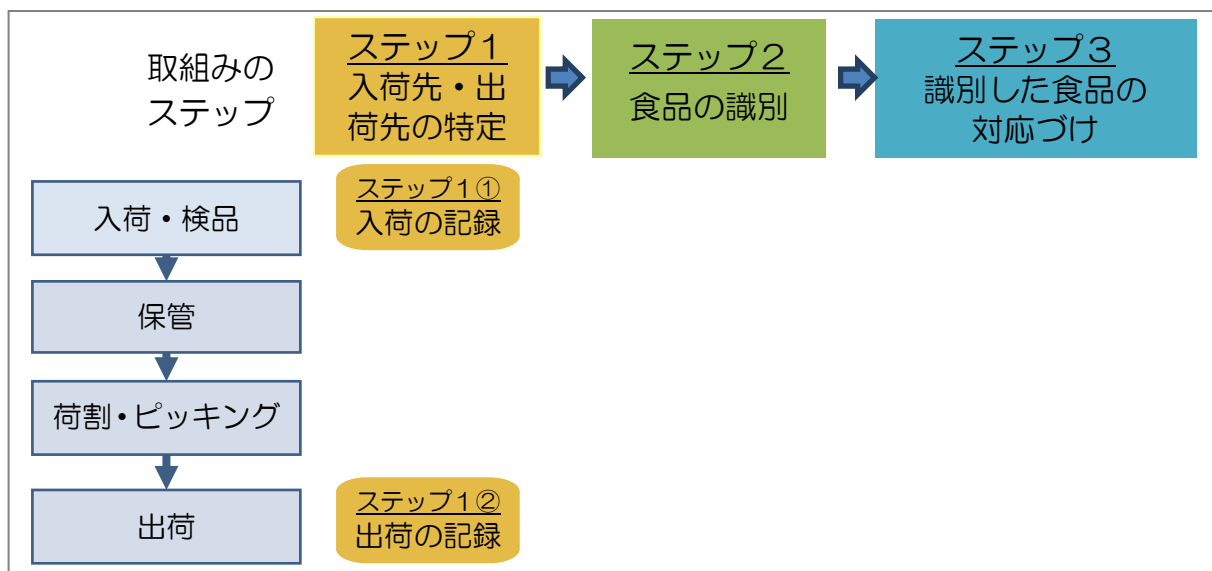 取組みの
ステップ
ステップ１
入荷先・出
荷先の特定
ステップ２
食品の識別
ステップ３
識別した食品の
対応づけ
入荷・検品
ステップ１①
入荷の記録
保管
荷割・ピッキング
出荷
ステップ１②
出荷の記録